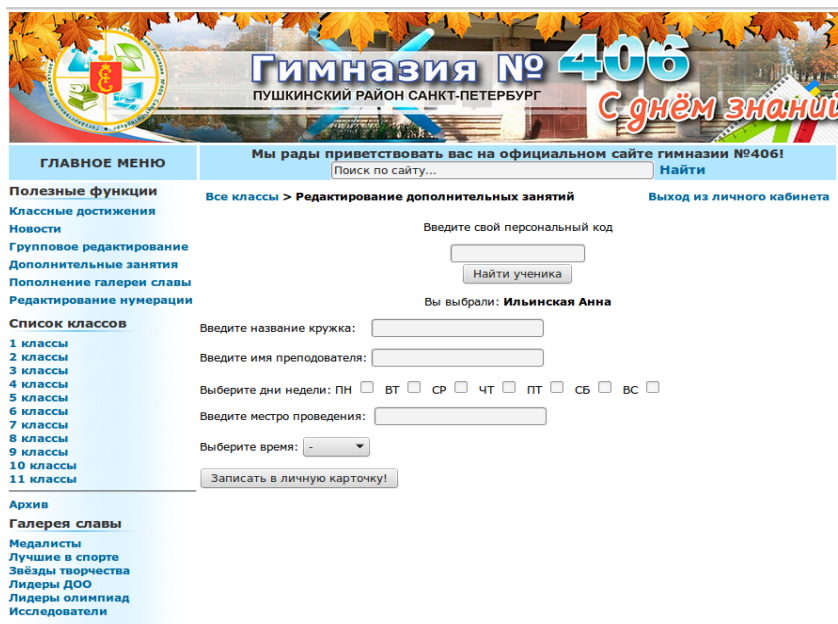 Гимназия № 406
ПУШКИНСКИЙ РАЙОН САНКТ-ПЕТЕРБУРГ
С днём знаний
ГЛАВНОЕ МЕНЮ
Мы рады приветствовать вас на официальном сайте гимназии №406!
Поиск по сайту... Найти
Полезные функции
Классные достижения
Новости
Групповое редактирование
Дополнительные занятия
Пополнение галереи славы
Редактирование нумерации
Список классов
1 классы
2 классы
3 классы
4 классы
5 классы
6 классы
7 классы
8 классы
9 классы
10 классы
11 классы
Архив
Галерея славы
Медалисты
Лучшие в спорте
Звёзды творчества
Лидеры ДОО
Лидеры олимпиад
Исследователи
Все классы > Редактирование дополнительных занятий
Выход из личного кабинета
Введите свой персональный код
Найти ученика
Вы выбрали: Ильинская Анна
Введите название кружка:
Введите имя преподователя:
Выберите дни недели: ПН ВТ СР ЧТ ПТ СБ ВС
Введите местро проведения:
Выберите время: -
Записать в личную карточку!